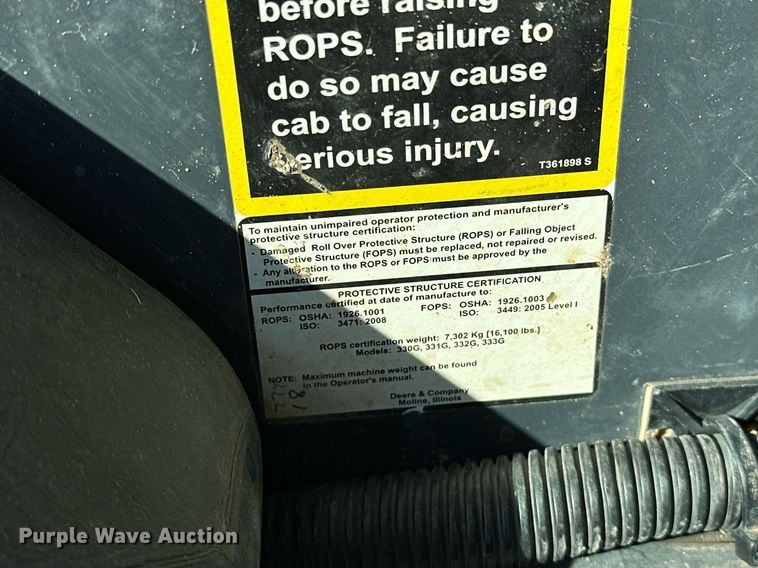 before raising
ROPS. Failure to
do so may cause
cab to fall, causing
serious injury.
T361898 S
To maintain unimpaired operator protection and manufacturer's
protective structure certification:
- Damaged Roll Over Protective Structure (ROPS) or Falling Object
Protective Structure (FOPS) must be replaced, not repaired or revised.
- Any alteration to the ROPS or FOPS must be approved by the
manufacturer.
PROTECTIVE STRUCTURE CERTIFICATION
Performance certified at date of manufacture to:
ROPS: OSHA: 1926.1001 FOPS: OSHA: 1926.1003
ISO: 3471: 2008 ISO: 3449: 2005 Level I
ROPS certification weight: 7,302 Kg [16,100 lbs.]
Models: 330G, 331G, 332G, 333G
NOTE: Maximum machine weight can be found
in the Operator's manual.
Deere & Company
Moline, Illinois
Purple Wave Auction